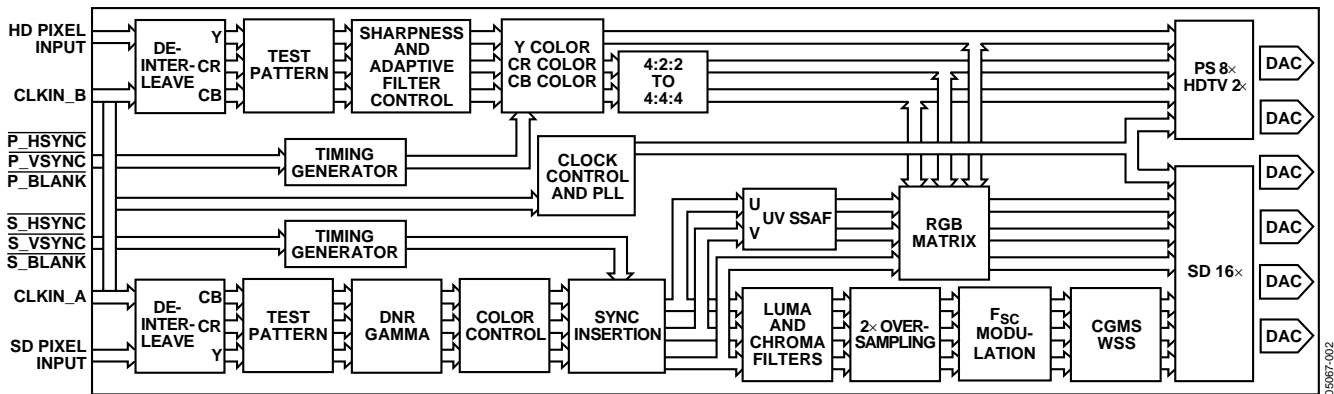 HD PIXEL
INPUT
CLKIN_B
P_HSYNC
P_VSYNC
P_BLANK
S_HSYNC
S_VSYNC
S_BLANK
CLKIN_A
SD PIXEL
INPUT
DE-
INTER-
LEAVE
Y
CR
CB
TEST
PATTERN
SHARPNESS
AND
ADAPTIVE
FILTER
CONTROL
Y COLOR
CR COLOR
CB COLOR
4:2:2
TO
4:4:4
PS 8×
HDTV 2×
TIMING
GENERATOR
CLOCK
CONTROL
AND PLL
TIMING
GENERATOR
U
V
UV SSAF
RGB
MATRIX
SD 16×
DE-
INTER-
LEAVE
CB
CR
Y
TEST
PATTERN
DNR
GAMMA
COLOR
CONTROL
SYNC
INSERTION
LUMA
AND
CHROMA
FILTERS
2× OVER-
SAMPLING
FSC
MODU-
LATION
CGMS
WSS
DAC
DAC
DAC
DAC
DAC
DAC
05067-002